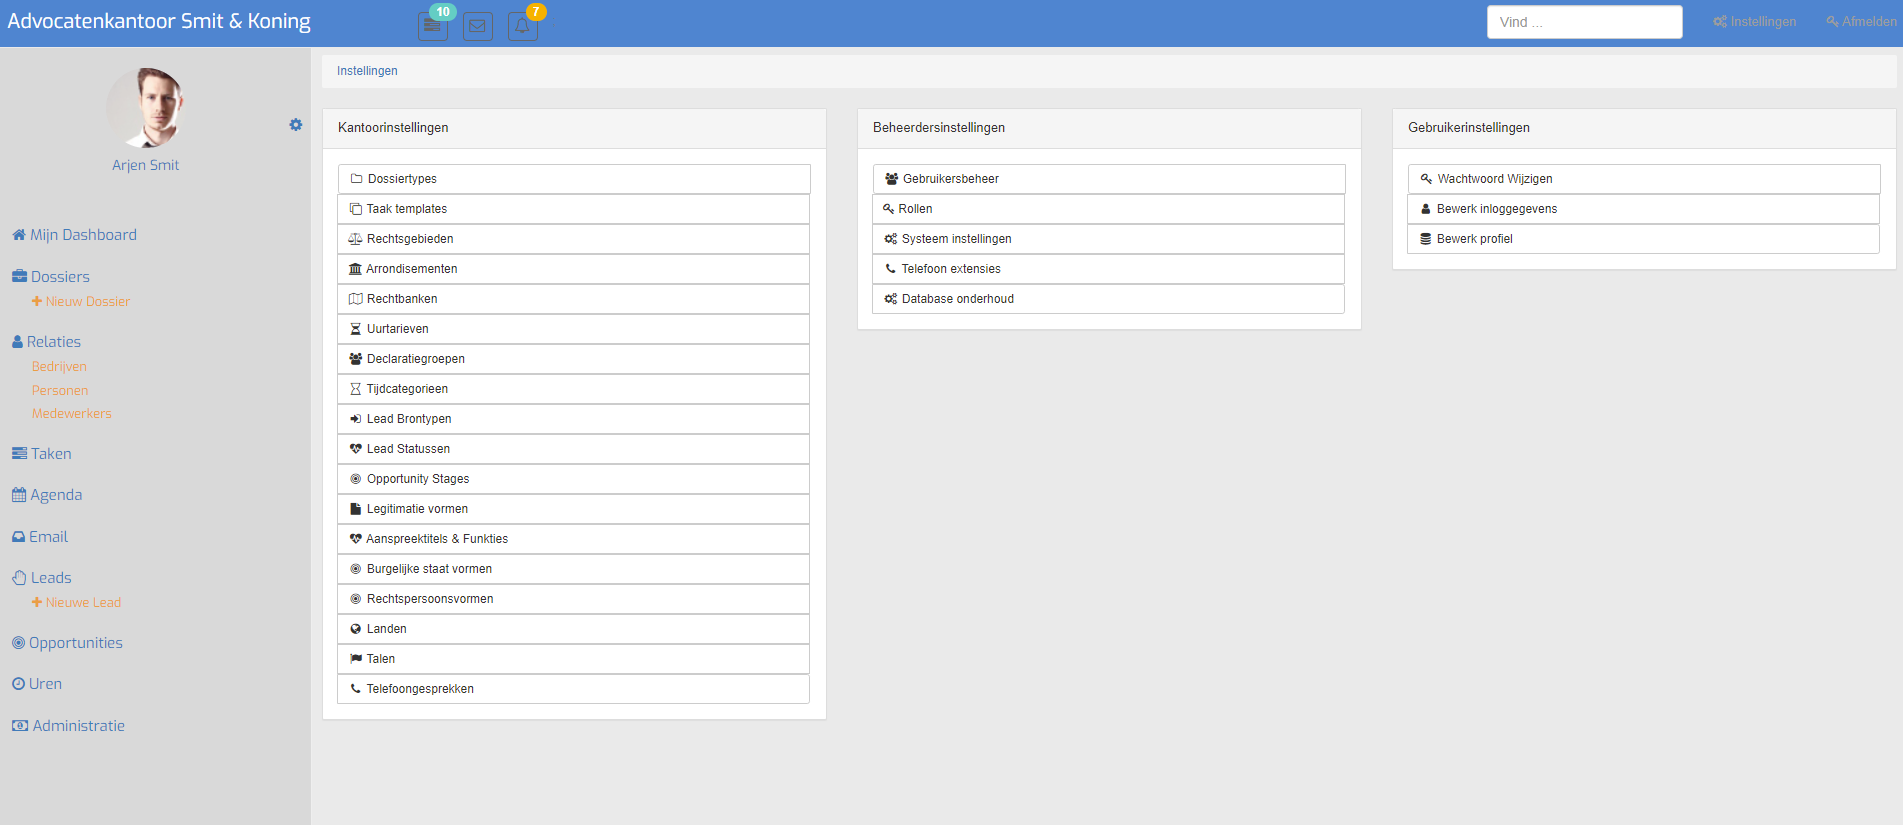 Advocatenkantoor Smit & Koning
10
7
Vind ...
Instellingen
Afmelden
Arjen Smit
Mijn Dashboard
Dossiers
Nieuw Dossier
Relaties
Bedrijven
Personen
Medewerkers
Taken
Agenda
Email
Leads
Nieuwe Lead
Opportunities
Uren
Administratie
Instellingen
Kantoorinstellingen
Dossiertypes
Taak templates
Rechtsgebieden
Arrondisementen
Rechtbanken
Uurtarieven
Declaratiegroepen
Tijdcategorieen
Lead Brontypen
Lead Statussen
Opportunity Stages
Legitimatie vormen
Aanspreektitels & Funkties
Burgelijke staat vormen
Rechtspersoonsvormen
Landen
Talen
Telefoongesprekken
Beheerdersinstellingen
Gebruikersbeheer
Rollen
Systeem instellingen
Telefoon extensies
Database onderhoud
Gebruikerinstellingen
Wachtwoord Wijzigen
Bewerk inloggegevens
Bewerk profiel